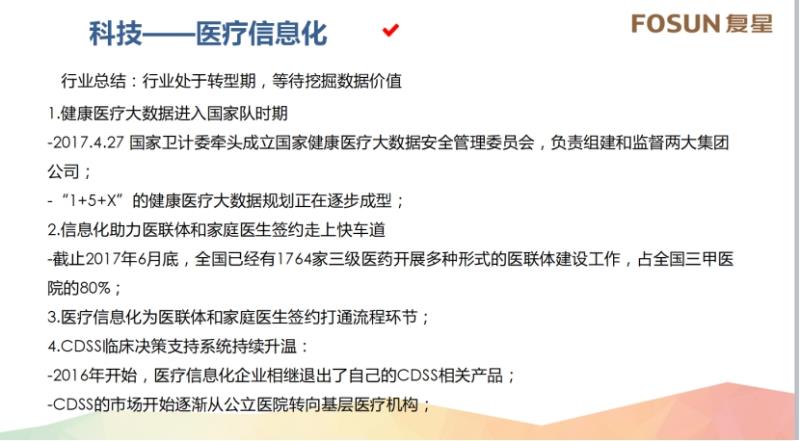 科技——医疗信息化
FOSUN复星
行业总结：行业处于转型期，等待挖掘数据价值
1.健康医疗大数据进入国家队时期
-2017.4.27 国家卫计委牵头成立国家健康医疗大数据安全管理委员会，负责组建和监督两大集团
公司；
-“1+5+X”的健康医疗大数据规划正在逐步成型；
2.信息化助力医联体和家庭医生签约走上快车道
-截止2017年6月底，全国已经有1764家三级医药开展多种形式的医联体建设工作，占全国三甲医
院的80%；
3.医疗信息化为医联体和家庭医生签约打通流程环节；
4.CDSS临床决策支持系统持续升温：
-2016年开始，医疗信息化企业相继退出了自己的CDSS相关产品；
-CDSS的市场开始逐渐从公立医院转向基层医疗机构；